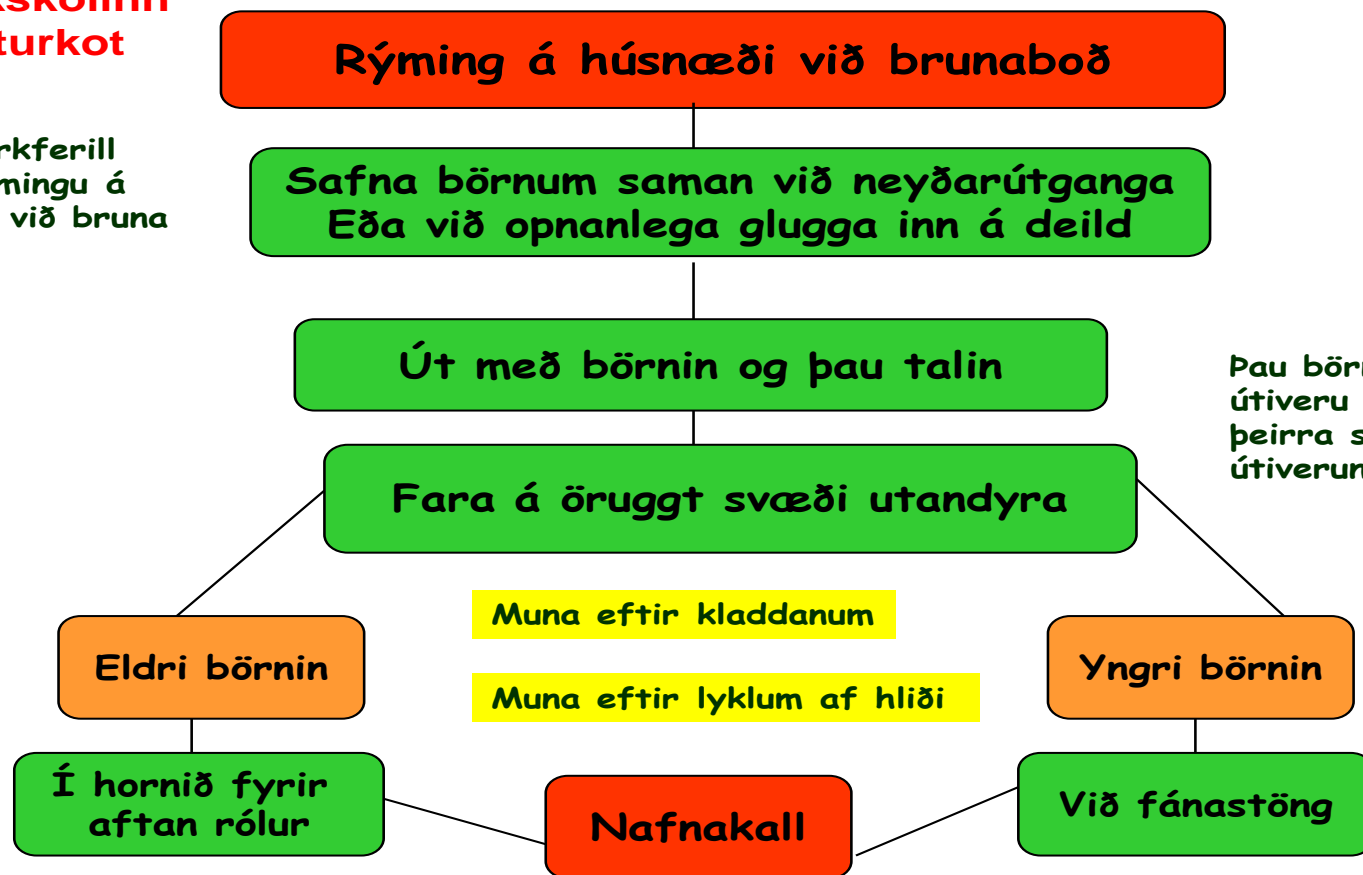 turkot
Rýming á húsnæði við brunaboð
við bruna
Safna börnum saman við neyðarútganga
Eða við opnanlega glugga inn á deild
Út með börnin og þau talin
Þau
útiveru
þeirra
Fara á öruggt svæði utandyra
Muna eftir kladdanum
Muna eftir lyklum af hliði
Eldri börnin
Yngri börnin
Í hornið fyrir
aftan rólur
Nafnakall
Við fánastöng